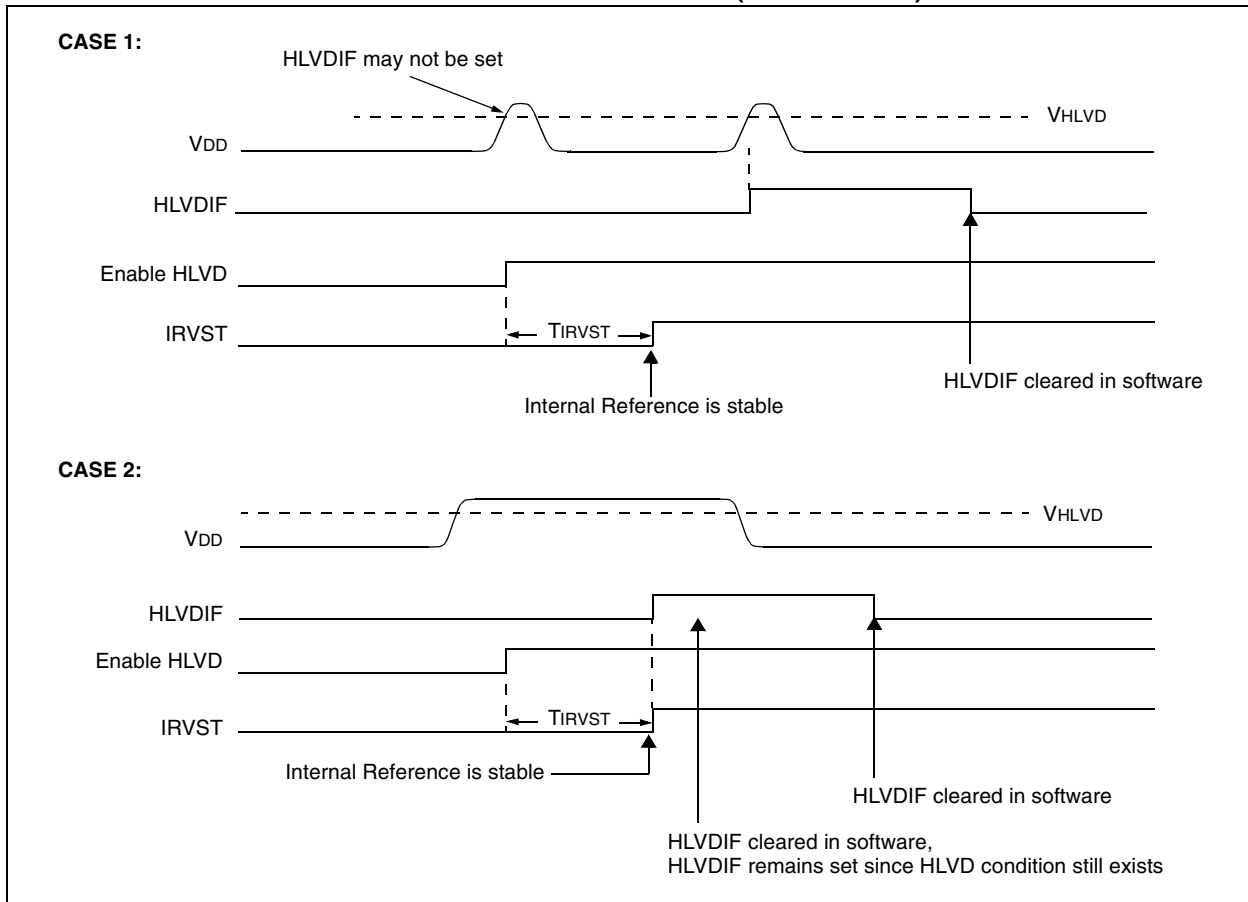 CASE 1:
HLVDIF may not be set
VHLVD
VDD
HLVDIF
Enable HLVD
TIRVST
IRVST
HLVDIF cleared in software
Internal Reference is stable
CASE 2:
VHLVD
VDD
HLVDIF
Enable HLVD
TIRVST
IRVST
Internal Reference is stable
HLVDIF cleared in software
HLVDIF cleared in software,
HLVDIF remains set since HLVD condition still exists